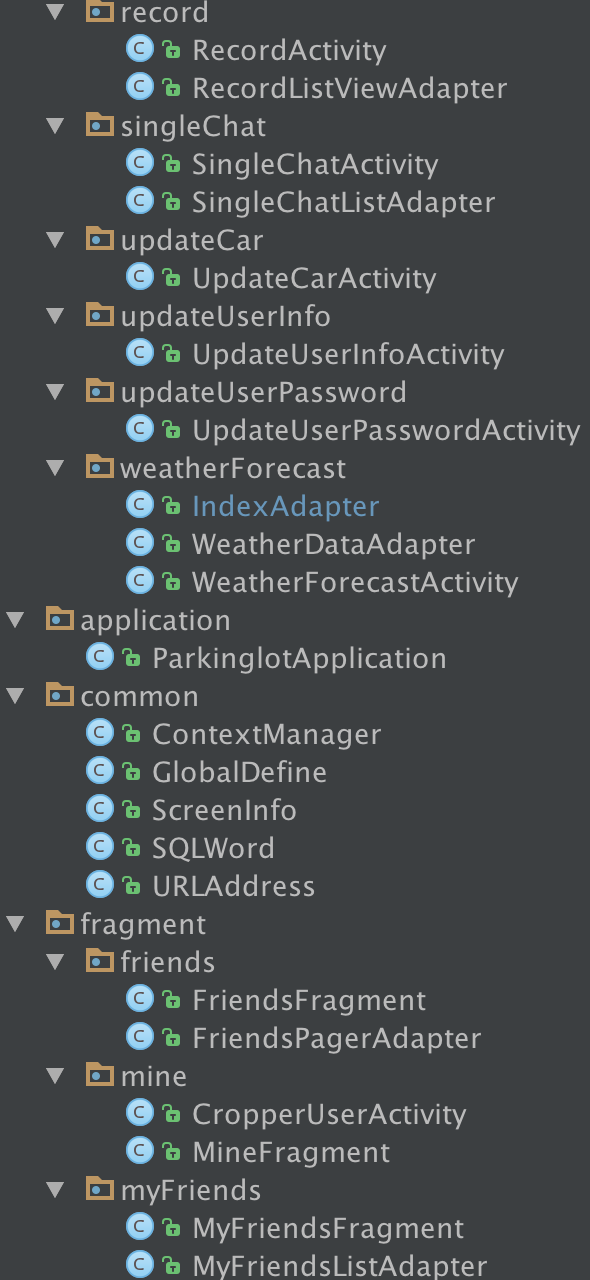 record
RecordActivity
RecordListViewAdapter
singleChat
SingleChatActivity
SingleChatListAdapter
updateCar
UpdateCarActivity
updateUserInfo
UpdateUserInfoActivity
updateUserPassword
UpdateUserPasswordActivity
weatherForecast
IndexAdapter
WeatherDataAdapter
WeatherForecastActivity
application
ParkinglotApplication
common
ContextManager
GlobalDefine
ScreenInfo
SQLWord
URLAddress
fragment
friends
FriendsFragment
FriendsPagerAdapter
mine
CropperUserActivity
MineFragment
myFriends
MyFriendsFragment
MyFriendsListAdapter